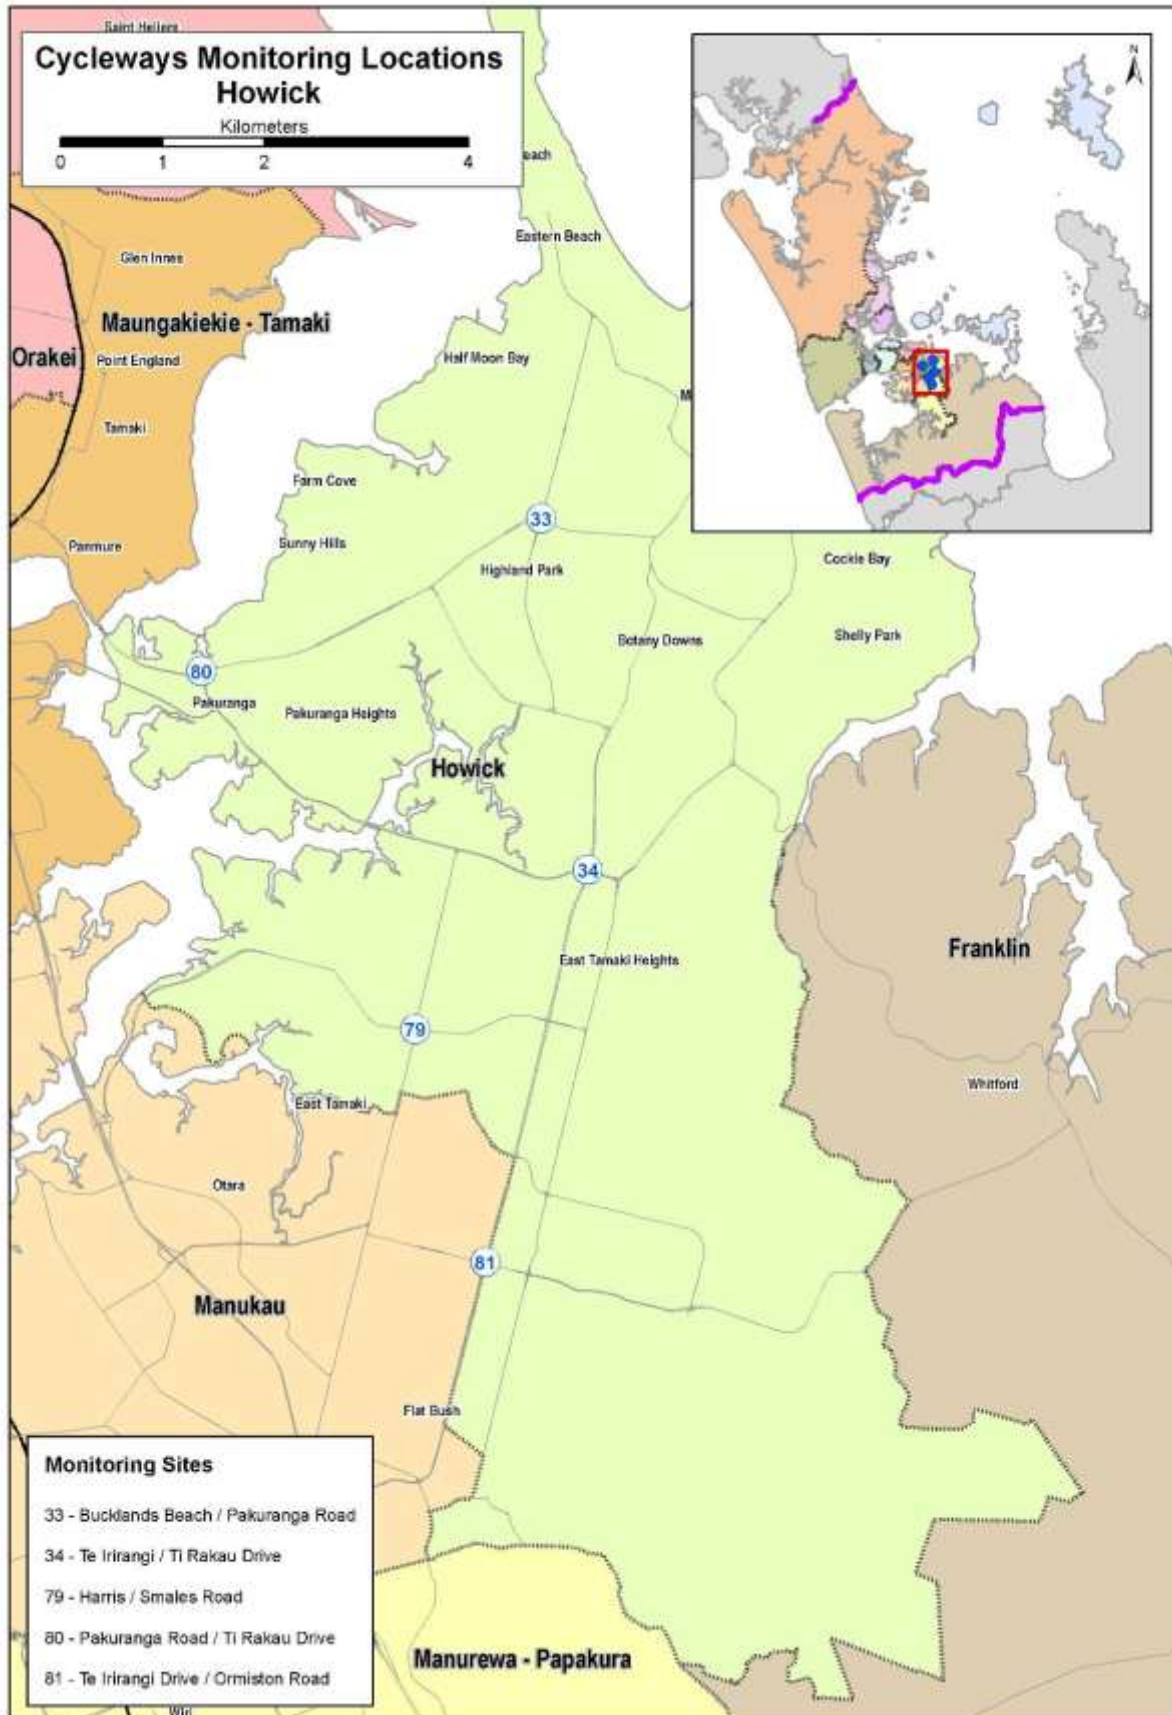 Saint Heliers
Cycleways Monitoring Locations
Howick
Kilometers
0 1 2 4
N
each
Eastern Beach
Glen Innes
Maungakiekie - Tamaki
Orakei
Point England
Half Moon Bay
M
Tamaki
Farm Cove
33
Panmure
Sunny Hills
Highland Park
Cockle Bay
Botany Downs
Shelly Park
80
Pakuranga
Pakuranga Heights
Howick
34
Franklin
East Tamaki Heights
79
Whitford
East Tamaki
Otara
81
Manukau
Flat Bush
Monitoring Sites
33 - Bucklands Beach / Pakuranga Road
34 - Te Irirangi / Ti Rakau Drive
79 - Harris / Smales Road
80 - Pakuranga Road / Ti Rakau Drive
81 - Te Irirangi Drive / Ormiston Road
Manurewa - Papakura
Wiri